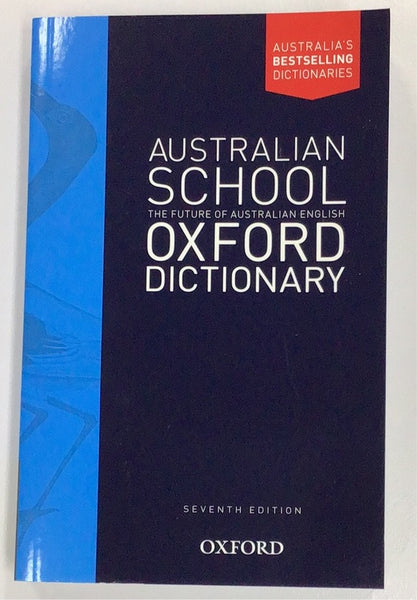 AUSTRALIA'S
BESTSELLING
DICTIONARIES
AUSTRALIAN
SCHOOL
THE FUTURE OF AUSTRALIAN ENGLISH
OXFORD
DICTIONARY
SEVENTH EDITION
OXFORD